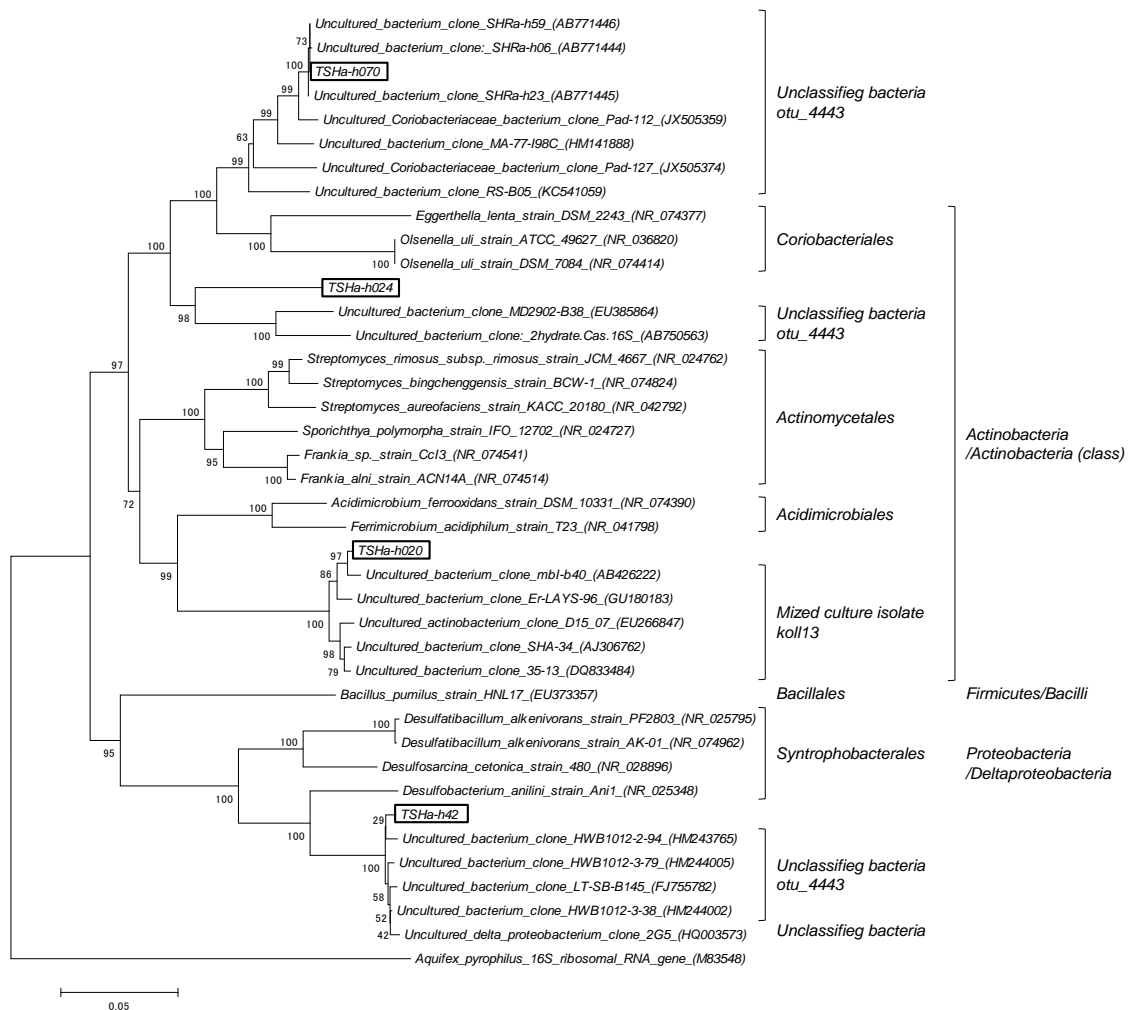 Uncultured_bacterium_clone_SHRa-h59_(AB771446)
73
Uncultured_bacterium_clone:_SHRa-h06_(AB771444)
100
TSHa-h070
Unclassifieg bacteria
otu_4443
99
Uncultured_bacterium_clone_SHRa-h23_(AB771445)
99
Uncultured_Coriobacteriaceae_bacterium_clone_Pad-112_(JX505359)
63
Uncultured_bacterium_clone_MA-77-I98C_(HM141888)
99
Uncultured_Coriobacteriaceae_bacterium_clone_Pad-127_(JX505374)
100
Uncultured_bacterium_clone_RS-B05_(KC541059)
Eggerthella_lenta_strain_DSM_2243_(NR_074377)
100
100
Olsenella_uli_strain_ATCC_49627_(NR_036820)
Coriobacteriales
100
Olsenella_uli_strain_DSM_7084_(NR_074414)
TSHa-h024
98
Uncultured_bacterium_clone_MD2902-B38_(EU385864)
Unclassifieg bacteria
otu_4443
100
Uncultured_bacterium_clone:_2hydrate.Cas.16S_(AB750563)
97
99
Streptomyces_rimosus_subsp._rimosus_strain_JCM_4667_(NR_024762)
100
Streptomyces_bingchenggensis_strain_BCW-1_(NR_074824)
100
Streptomyces_aureofaciens_strain_KACC_20180_(NR_042792)
Actinomycetales
Sporichthya_polymorpha_strain_IFO_12702_(NR_024727)
Actinobacteria
/Actinobacteria (class)
95
Frankia_sp._strain_CcI3_(NR_074541)
100
Frankia_alni_strain_ACN14A_(NR_074514)
72
100
Acidimicrobium_ferrooxidans_strain_DSM_10331_(NR_074390)
Acidimicrobiales
Ferrimicrobium_acidiphilum_strain_T23_(NR_041798)
97
TSHa-h020
99
86
Uncultured_bacterium_clone_mbI-b40_(AB426222)
Uncultured_bacterium_clone_Er-LAYS-96_(GU180183)
100
Uncultured_actinobacterium_clone_D15_07_(EU266847)
Mized culture isolate
koll13
98
Uncultured_bacterium_clone_SHA-34_(AJ306762)
79
Uncultured_bacterium_clone_35-13_(DQ833484)
Bacillus_pumilus_strain_HNL17_(EU373357)
Bacillales
Firmicutes/Bacilli
95
100
Desulfatibacillum_alkenivorans_strain_PF2803_(NR_025795)
100
Desulfatibacillum_alkenivorans_strain_AK-01_(NR_074962)
Syntrophobacterales
Proteobacteria
/Deltaproteobacteria
Desulfosarcina_cetonica_strain_480_(NR_028896)
100
Desulfobacterium_anilini_strain_Ani1_(NR_025348)
29
TSHa-h42
100
Uncultured_bacterium_clone_HWB1012-2-94_(HM243765)
100
Uncultured_bacterium_clone_HWB1012-3-79_(HM244005)
Unclassifieg bacteria
otu_4443
58
Uncultured_bacterium_clone_LT-SB-B145_(FJ755782)
52
Uncultured_bacterium_clone_HWB1012-3-38_(HM244002)
42
Uncultured_delta_proteobacterium_clone_2G5_(HQ003573)
Unclassifieg bacteria
Aquifex_pyrophilus_16S_ribosomal_RNA_gene_(M83548)
0.05